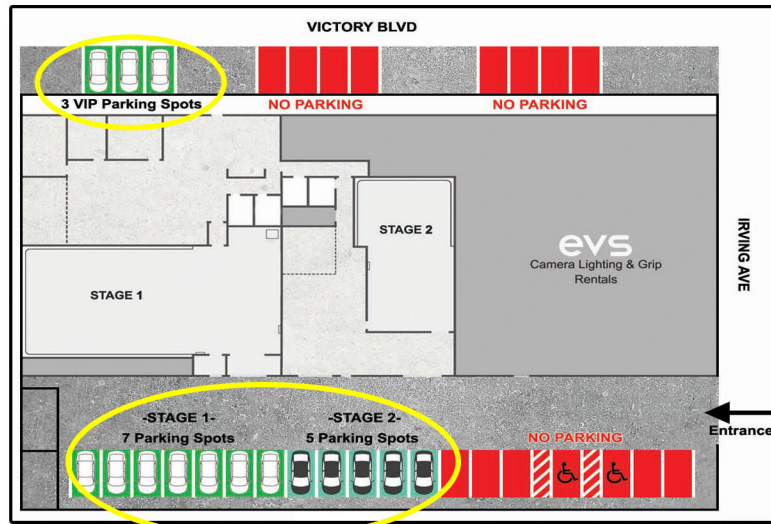 VICTORY BLVD
3 VIP Parking Spots
NO PARKING
NO PARKING
STAGE 1
STAGE 2
evs
Camera Lighting & Grip
Rentals
IRVING AVE
-STAGE 1-
7 Parking Spots
-STAGE 2-
5 Parking Spots
NO PARKING
Entrance